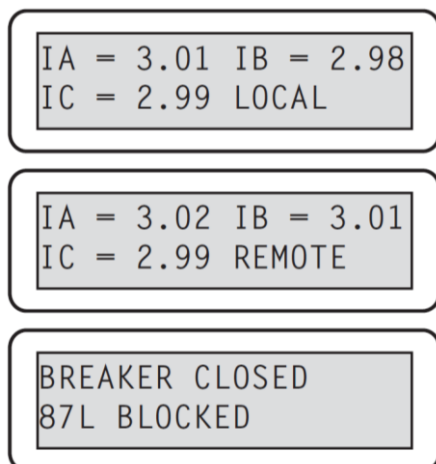 IA = 3.01 IB = 2.98
IC = 2.99 LOCAL
IA = 3.02 IB = 3.01
IC = 2.99 REMOTE
BREAKER CLOSED
87L BLOCKED